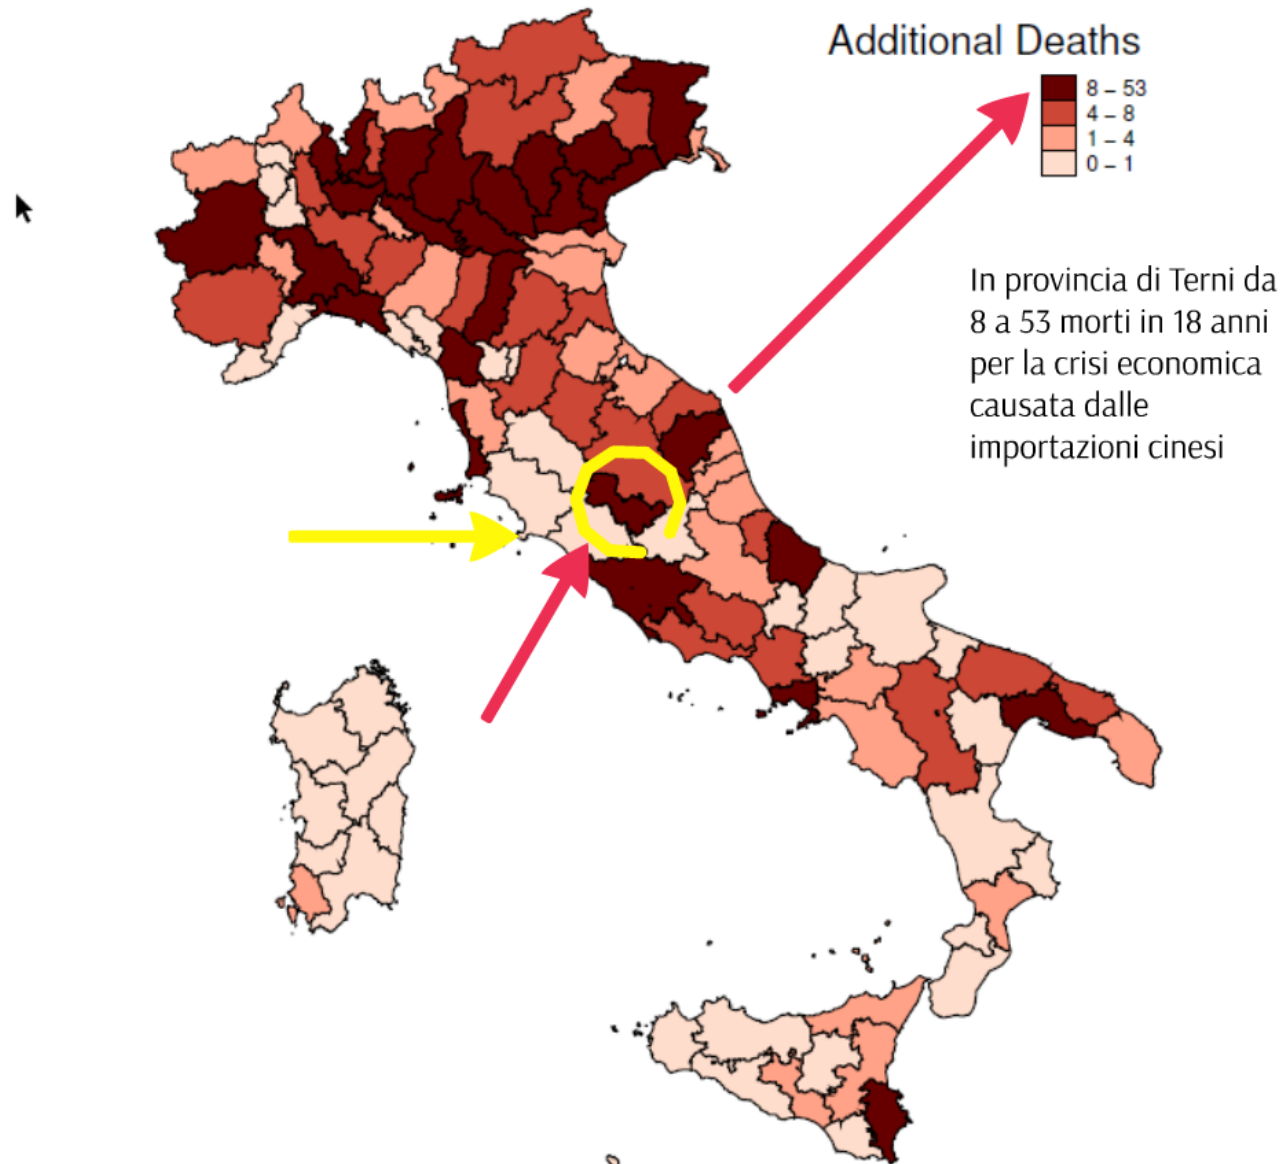 Additional Deaths
8 – 53
4 – 8
1 – 4
0 – 1
In provincia di Terni da
8 a 53 morti in 18 anni
per la crisi economica
causata dalle
importazioni cinesi